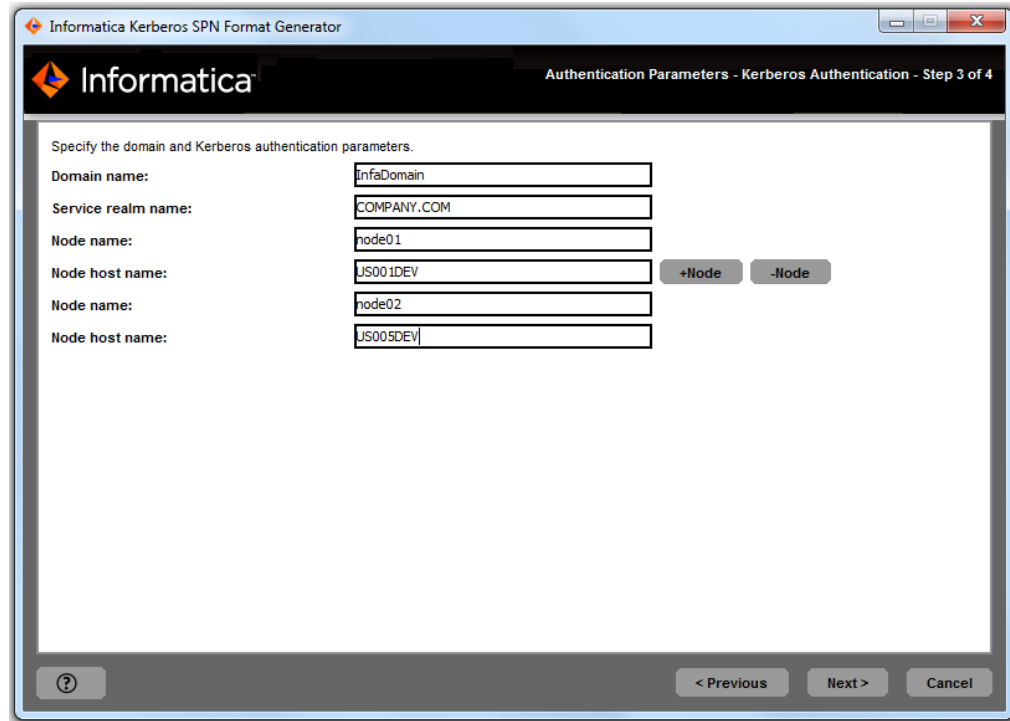 Informatica Kerberos SPN Format Generator
Informatica
Authentication Parameters - Kerberos Authentication - Step 3 of 4
Specify the domain and Kerberos authentication parameters.
Domain name: InfaDomain
Service realm name: COMPANY.COM
Node name: node01
Node host name: US001DEV +Node -Node
Node name: node02
Node host name: US005DEV
? < Previous Next > Cancel